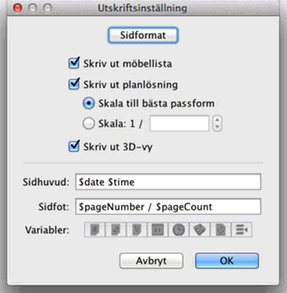 Utskriftsinställning
Sidformat
Skriv ut möbellista
Skriv ut planlösning
Skala till bästa passform
Skala: 1 /
Skriv ut 3D-vy
Sidhuvud: $date $time
Sidfot: $pageNumber / $pageCount
Variabler:
Avbryt OK